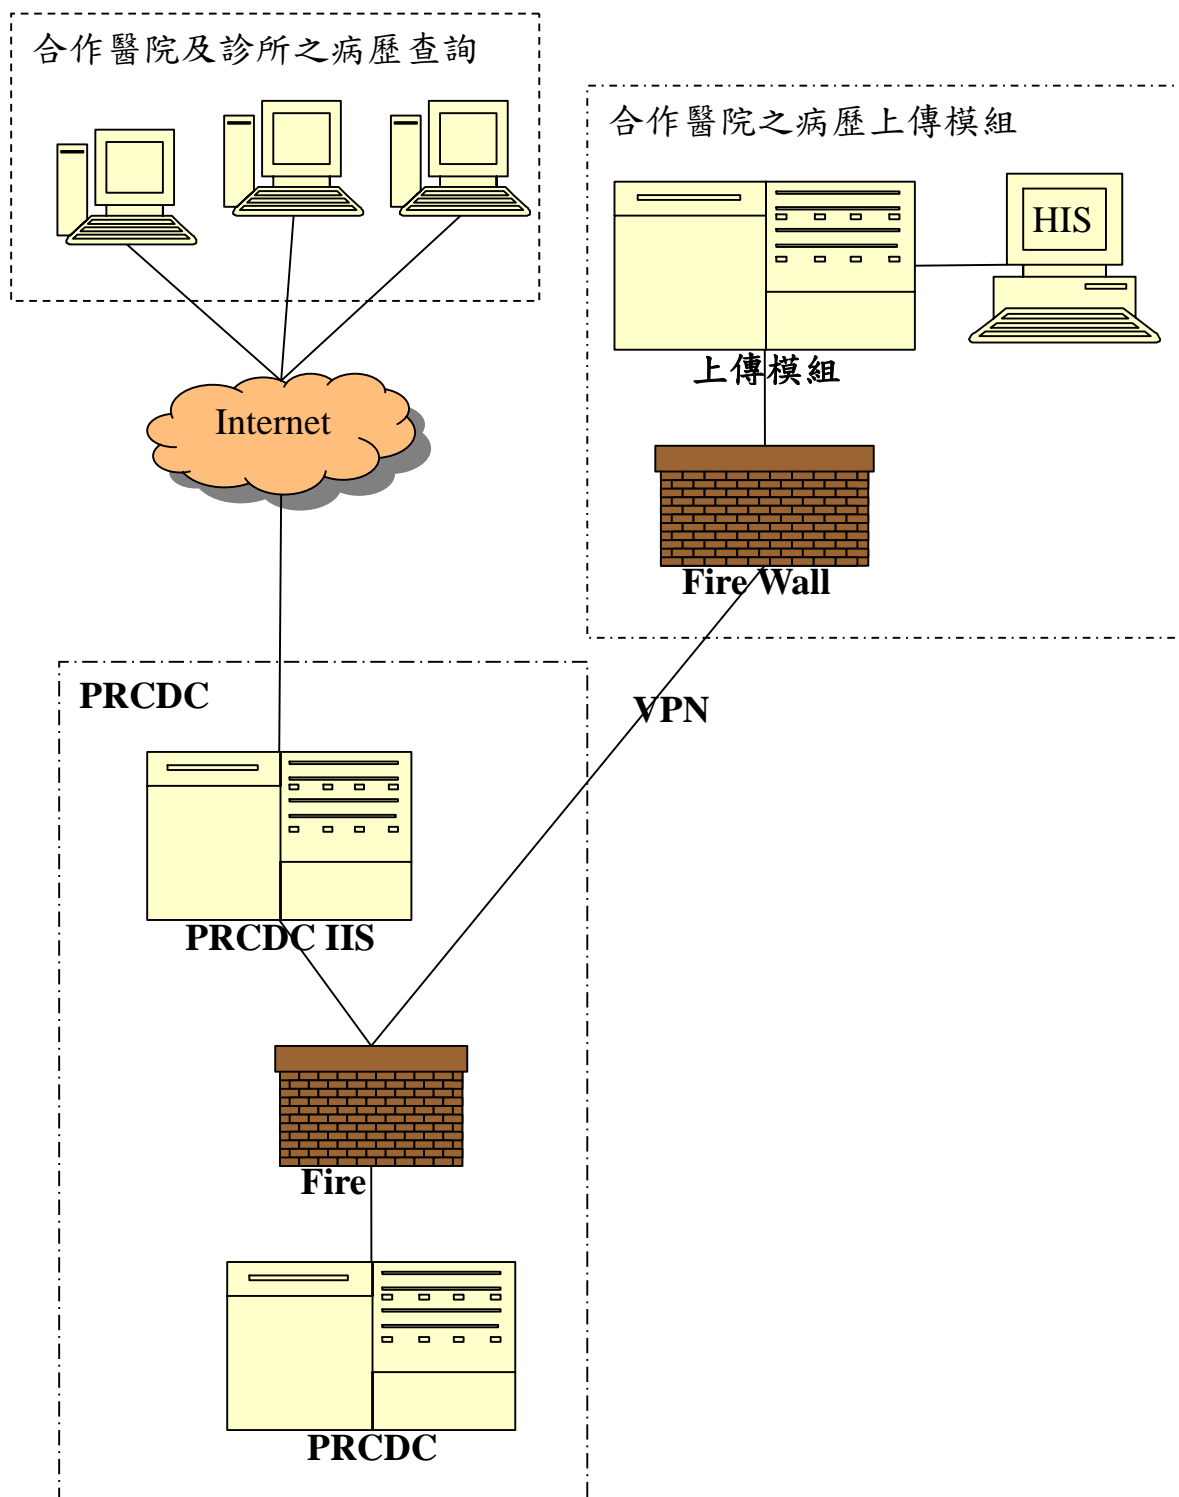 合作醫院及診所之病歷查詢
合作醫院之病歷上傳模組
HIS
上傳模組
Internet
Fire Wall
PRCDC
VPN
PRCDC IIS
Fire
PRCDC